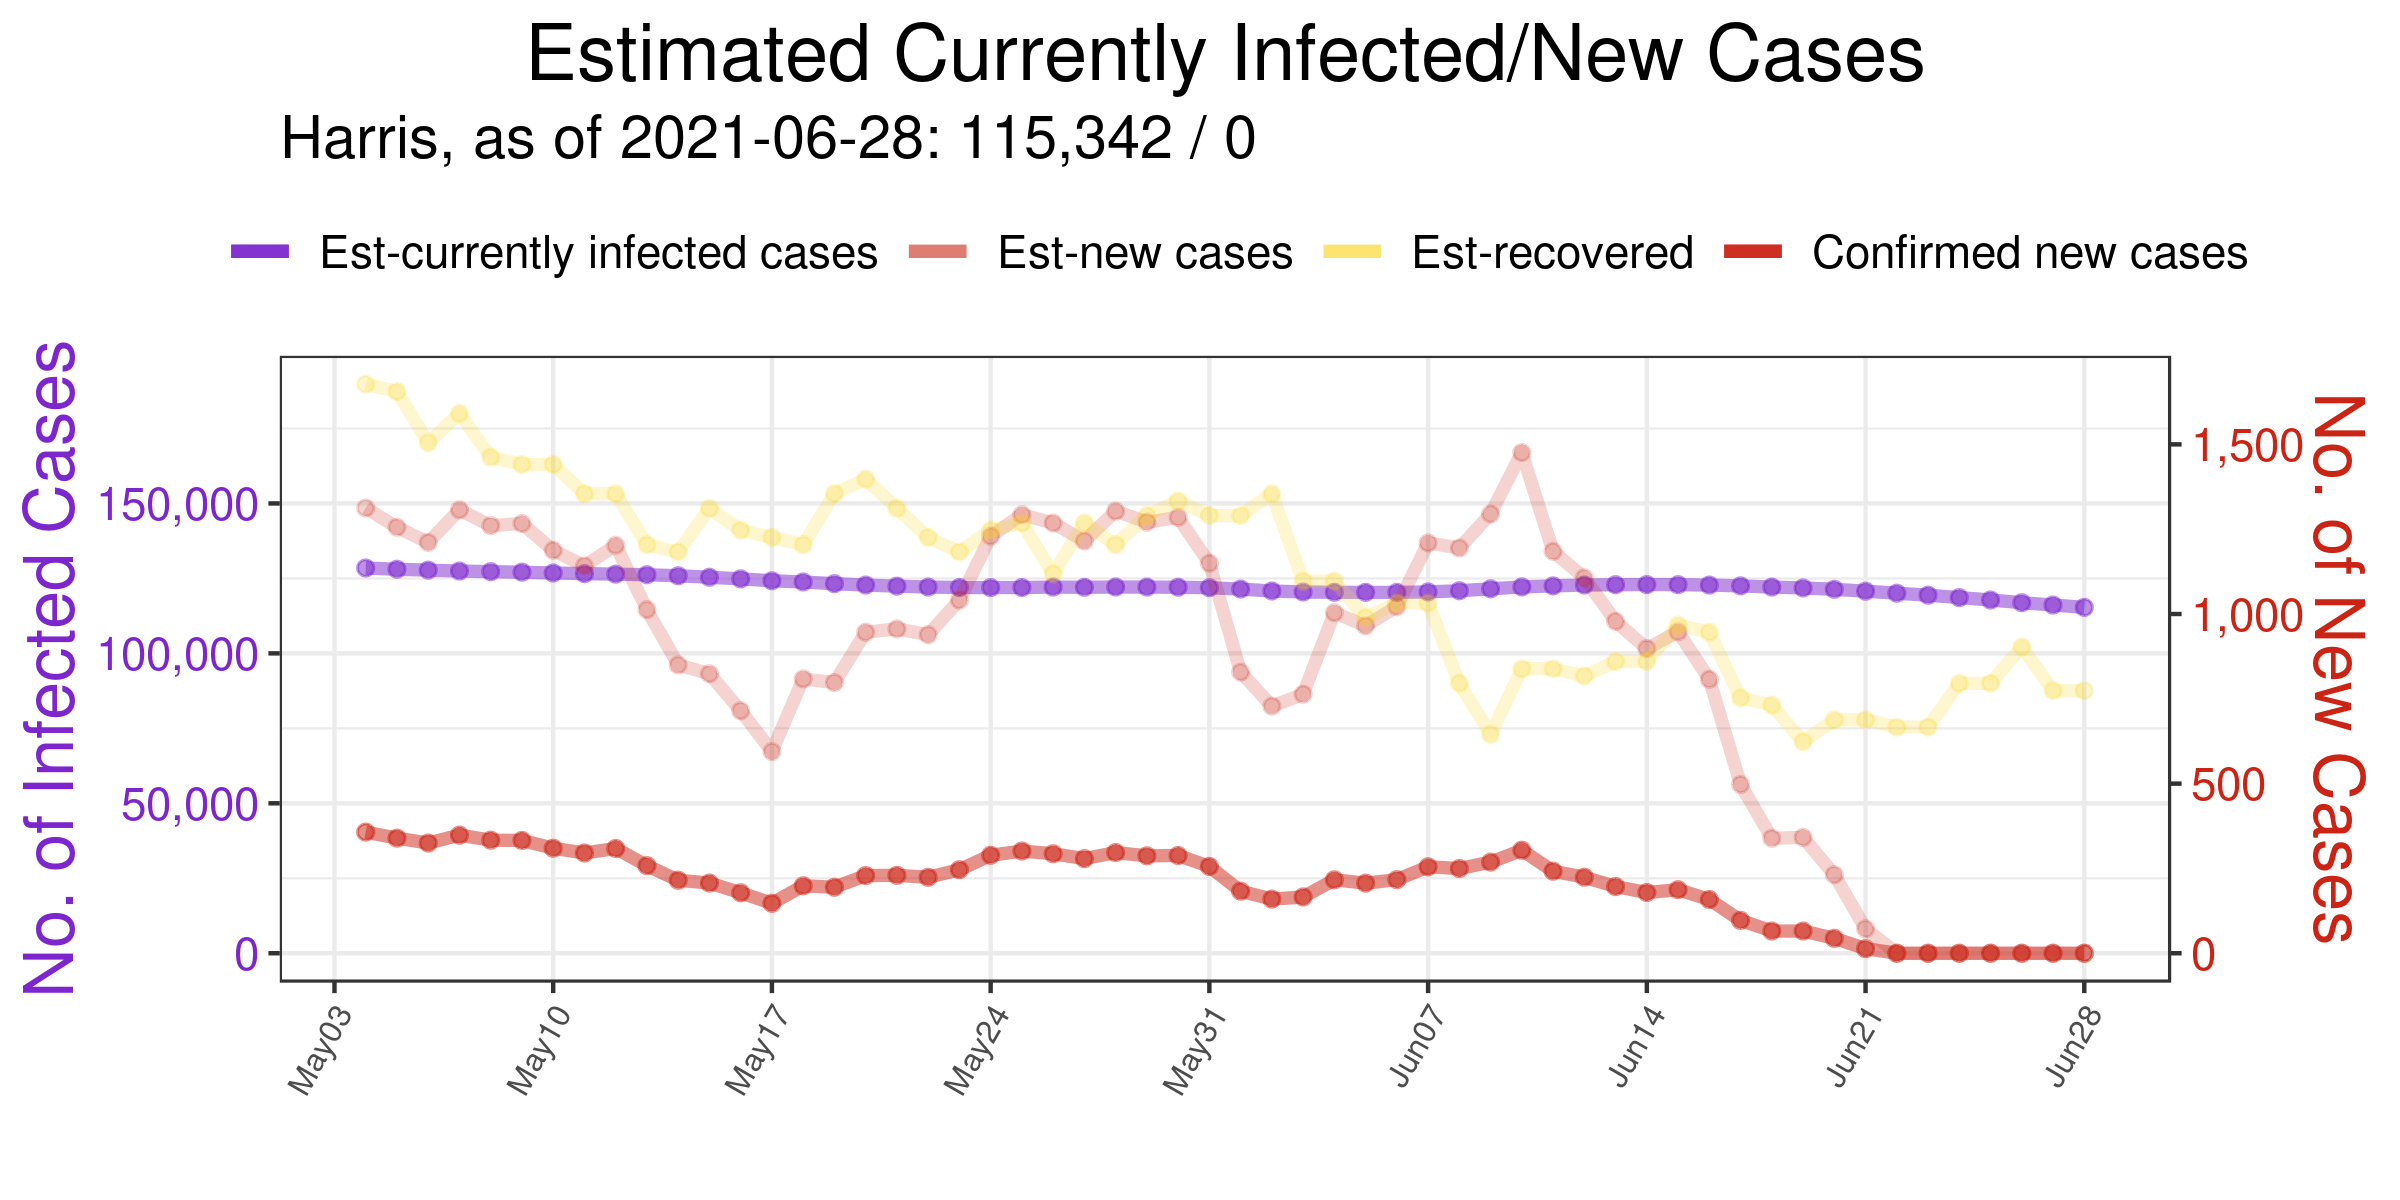 Estimated Currently Infected/New Cases
Harris, as of 2021-06-28: 115,342 / 0
Est-currently infected cases Est-new cases Est-recovered Confirmed new cases
No. of Infected Cases
150,000
100,000
50,000
0
1,500
1,000
500
0
No. of New Cases
May03 May10 May17 May24 May31 Jun07 Jun14 Jun21 Jun28